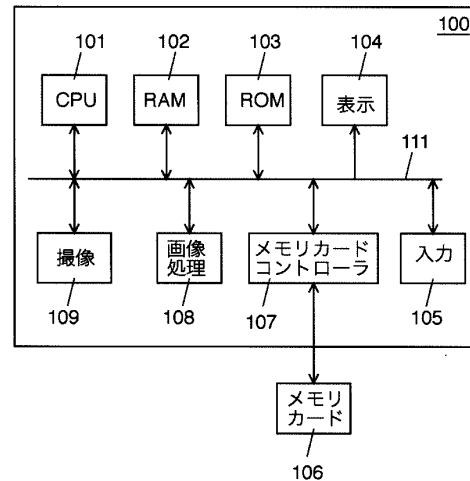 100
101
102
103
104
CPU
RAM
ROM
表示
111
撮像
画像
処理
メモリカード
コントローラ
入力
109
108
107
105
メモリ
カード
106